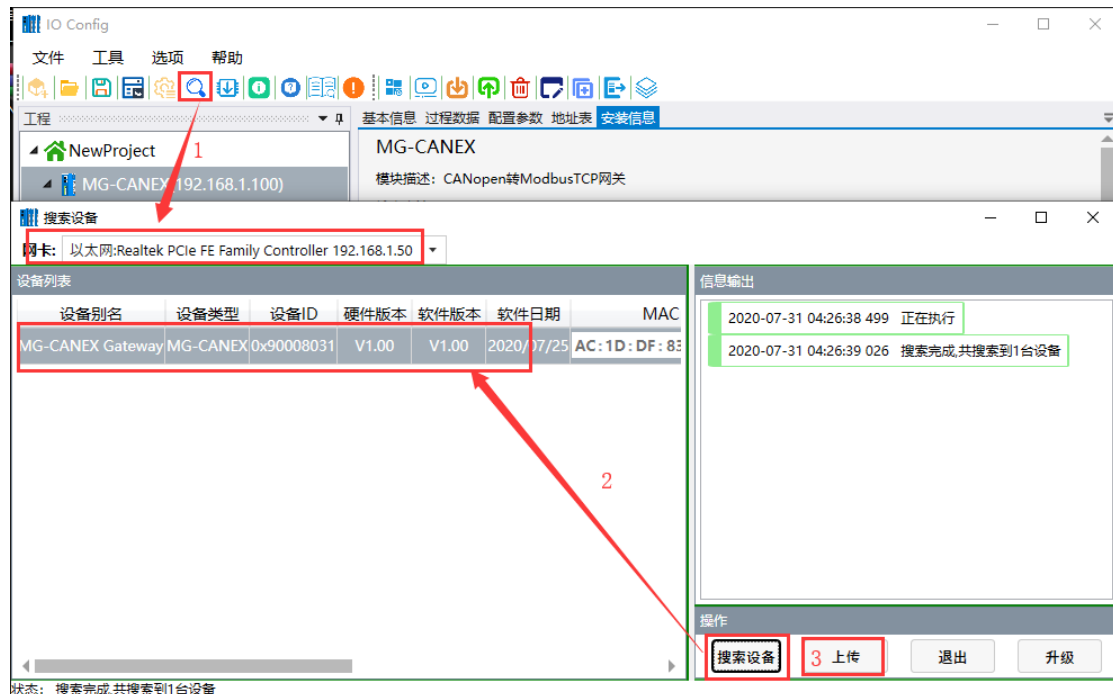 IO Config
文件 工具 选项 帮助
工程
基本信息 过程数据 配置参数 地址表 安装信息
NewProject
1
MG-CANEX
MG-CANEX(192.168.1.100)
模块描述：CANopen转ModbusTCP网关
搜索设备
网卡: 以太网:Realtek PCIe FE Family Controller 192.168.1.50
设备列表
信息输出
设备别名 设备类型 设备ID 硬件版本 软件版本 软件日期 MAC
MG-CANEX Gateway MG-CANEX 0x90008031 V1.00 V1.00 2020/07/25 AC:1D:DF:83
2020-07-31 04:26:38 499 正在执行
2020-07-31 04:26:39 026 搜索完成,共搜索到1台设备
2
操作
搜索设备 3 上传 退出 升级
状态: 搜索完成,共搜索到1台设备